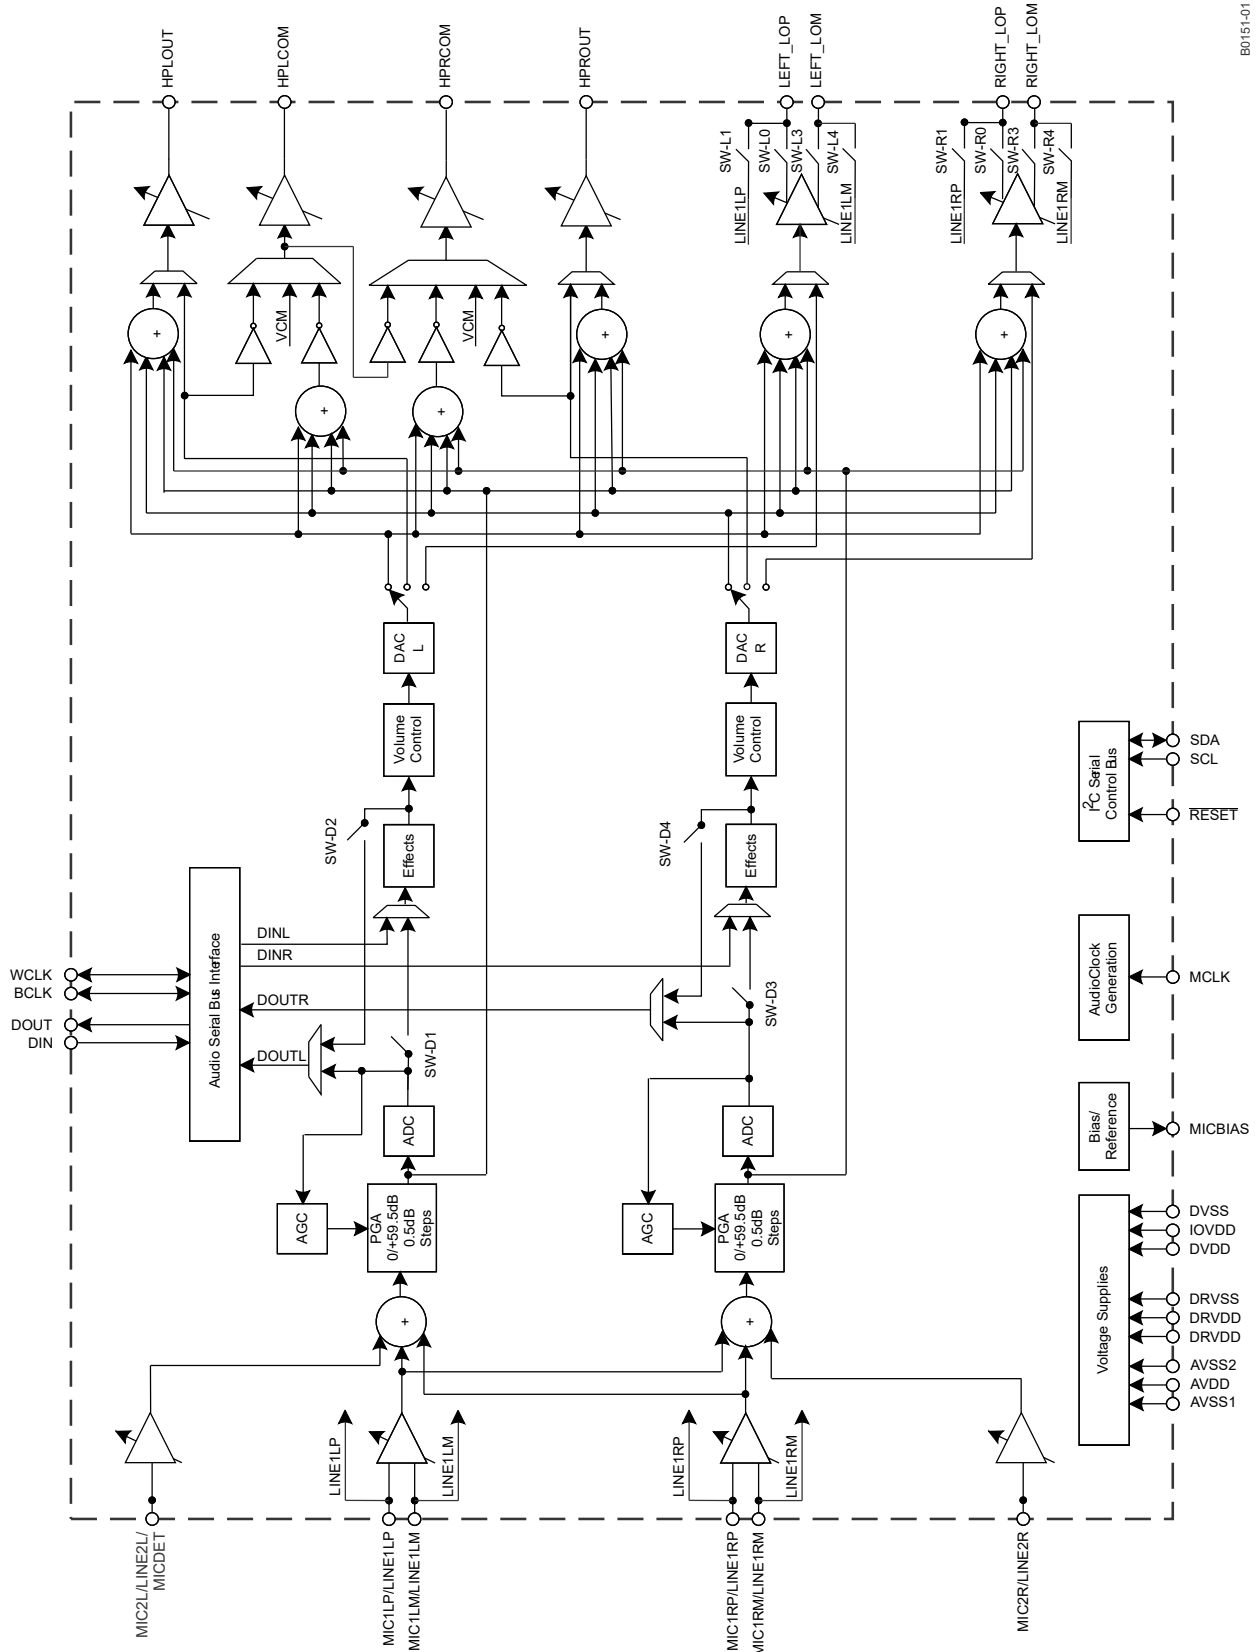 B0151-01
HPLOUT
HPLCOM
HPRCOM
HPROUT
LEFT_LOP
LEFT_LOM
RIGHT_LOP
RIGHT_LOM
SW-L1
SW-L0
SW-L3
SW-L4
LINE1LP
LINE1LM
SW-R1
SW-R0
SW-R3
SW-R4
LINE1RP
LINE1RM
VCM
VCM
+
+
+
+
+
+
DAC
L
DAC
R
Volume
Control
Volume
Control
SW-D2
Effects
SW-D4
Effects
I2C Serial
Control Bus
SDA
SCL
RESET
WCLK
BCLK
DOUT
DIN
Audio Serial Bus Interface
DINL
DINR
DOUTR
DOUTL
SW-D1
SW-D3
AudioClock
Generation
MCLK
ADC
ADC
Bias/
Reference
MICBIAS
AGC
PGA
0/+59.5dB
0.5dB
Steps
AGC
PGA
0/+59.5dB
0.5dB
Steps
+
+
Voltage Supplies
DVSS
IOVDD
DVDD
DRVSS
DRVDD
DRVDD
AVSS2
AVDD
AVSS1
LINE1LP
LINE1LM
LINE1RP
LINE1RM
MIC2L/LINE2L/
MICDET
MIC1LP/LINE1LP
MIC1LM/LINE1LM
MIC1RP/LINE1RP
MIC1RM/LINE1RM
MIC2R/LINE2R